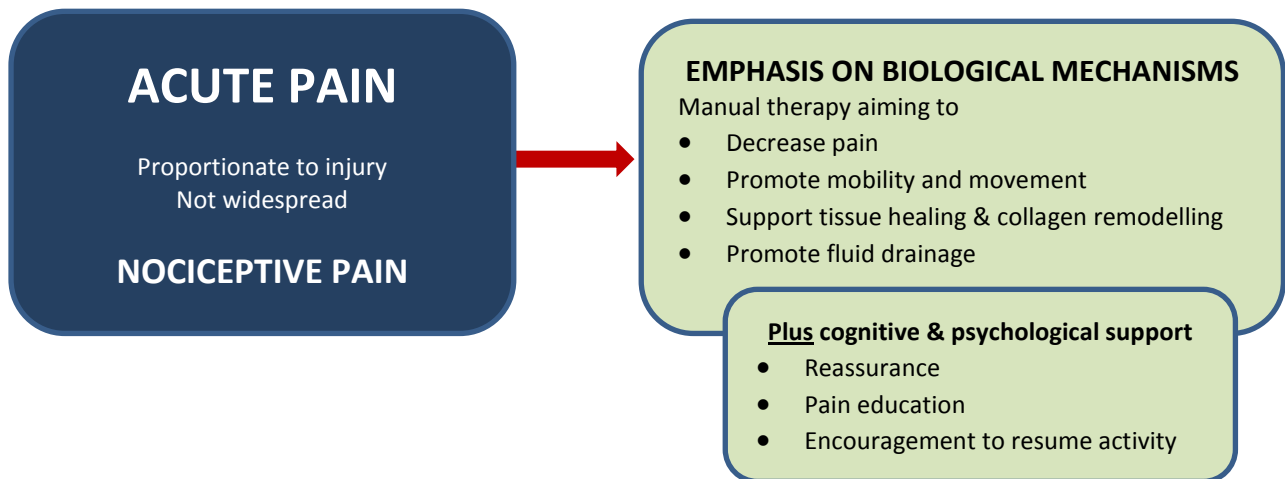 ACUTE PAIN
Proportionate to injury
Not widespread
NOCICEPTIVE PAIN
EMPHASIS ON BIOLOGICAL MECHANISMS
Manual therapy aiming to
• Decrease pain
• Promote mobility and movement
• Support tissue healing & collagen remodelling
• Promote fluid drainage
Plus cognitive & psychological support
• Reassurance
• Pain education
• Encouragement to resume activity